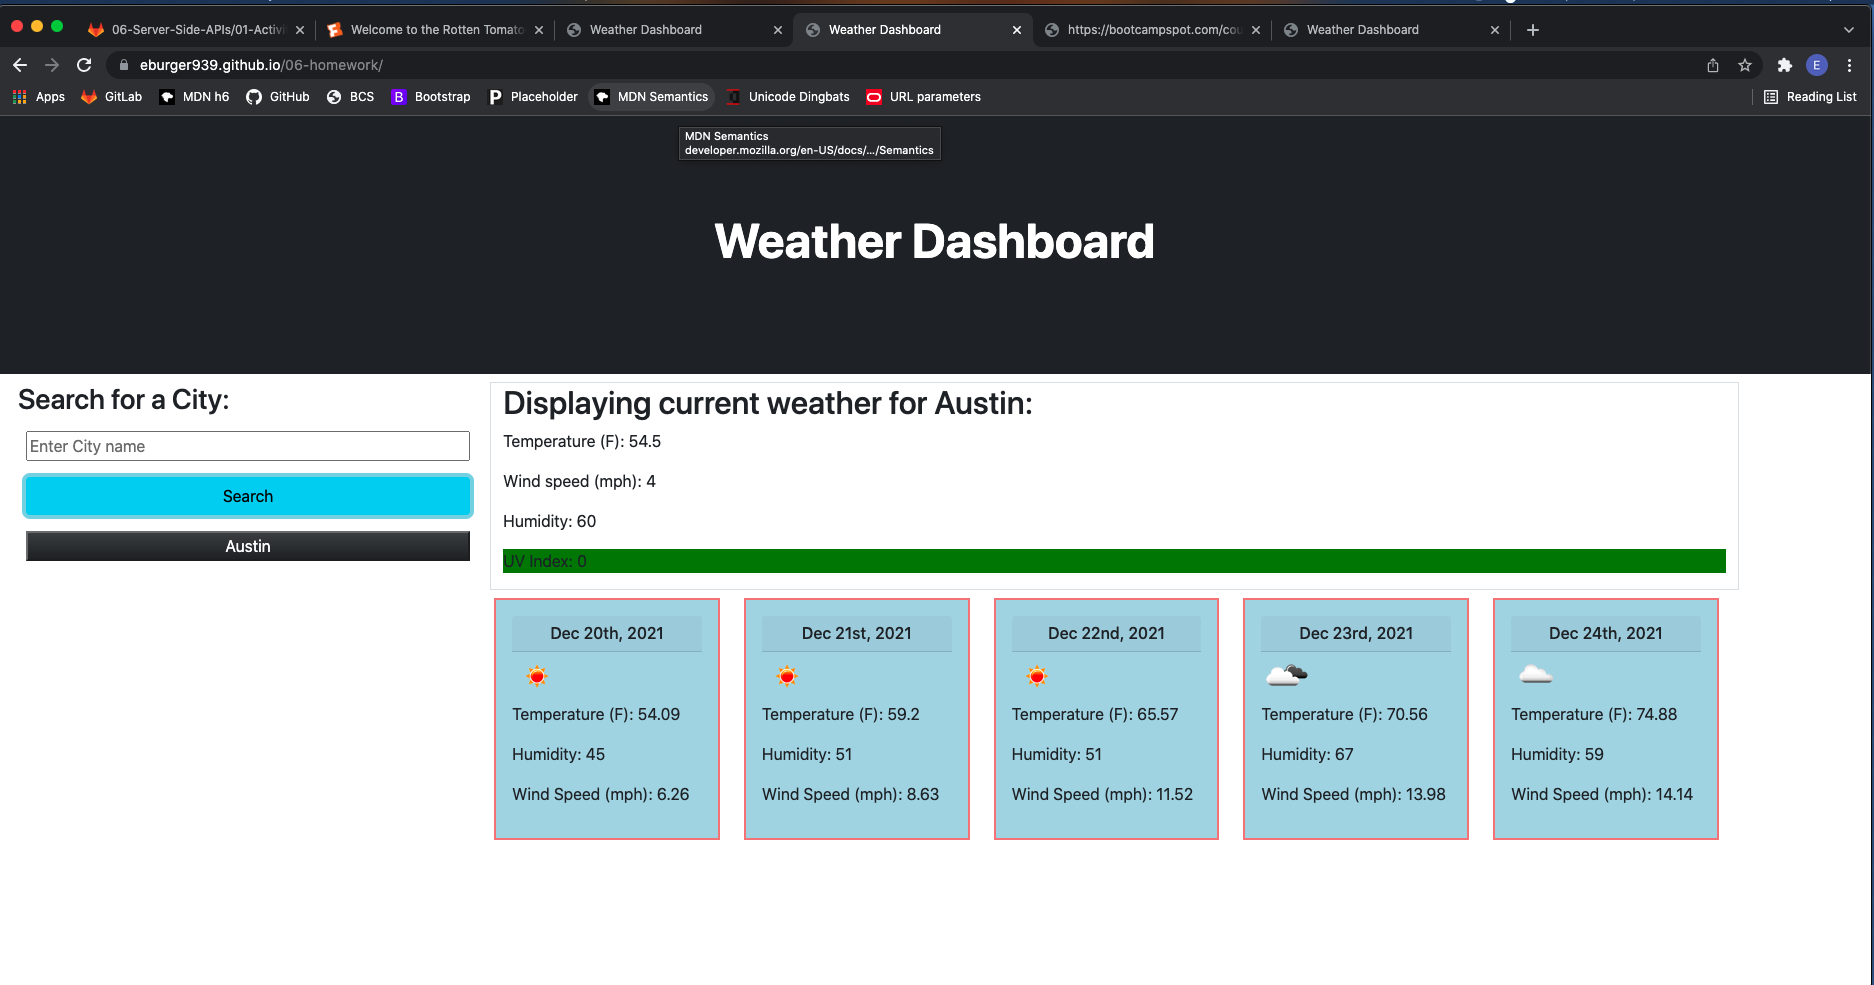 06-Server-Side-APIs/01-Activi
Welcome to the Rotten Tomato
Weather Dashboard
Weather Dashboard
https://bootcampspot.com/cou
Weather Dashboard
eburger939.github.io/06-homework/
E
Apps
GitLab
MDN h6
GitHub
BCS
B Bootstrap
P Placeholder
MDN Semantics
Unicode Dingbats
URL parameters
Reading List
MDN Semantics
developer.mozilla.org/en-US/docs/.../Semantics
Weather Dashboard
Search for a City:
Enter City name
Search
Austin
Displaying current weather for Austin:
Temperature (F): 54.5
Wind speed (mph): 4
Humidity: 60
UV Index: 0
Dec 20th, 2021
Temperature (F): 54.09
Humidity: 45
Wind Speed (mph): 6.26
Dec 21st, 2021
Temperature (F): 59.2
Humidity: 51
Wind Speed (mph): 8.63
Dec 22nd, 2021
Temperature (F): 65.57
Humidity: 51
Wind Speed (mph): 11.52
Dec 23rd, 2021
Temperature (F): 70.56
Humidity: 67
Wind Speed (mph): 13.98
Dec 24th, 2021
Temperature (F): 74.88
Humidity: 59
Wind Speed (mph): 14.14